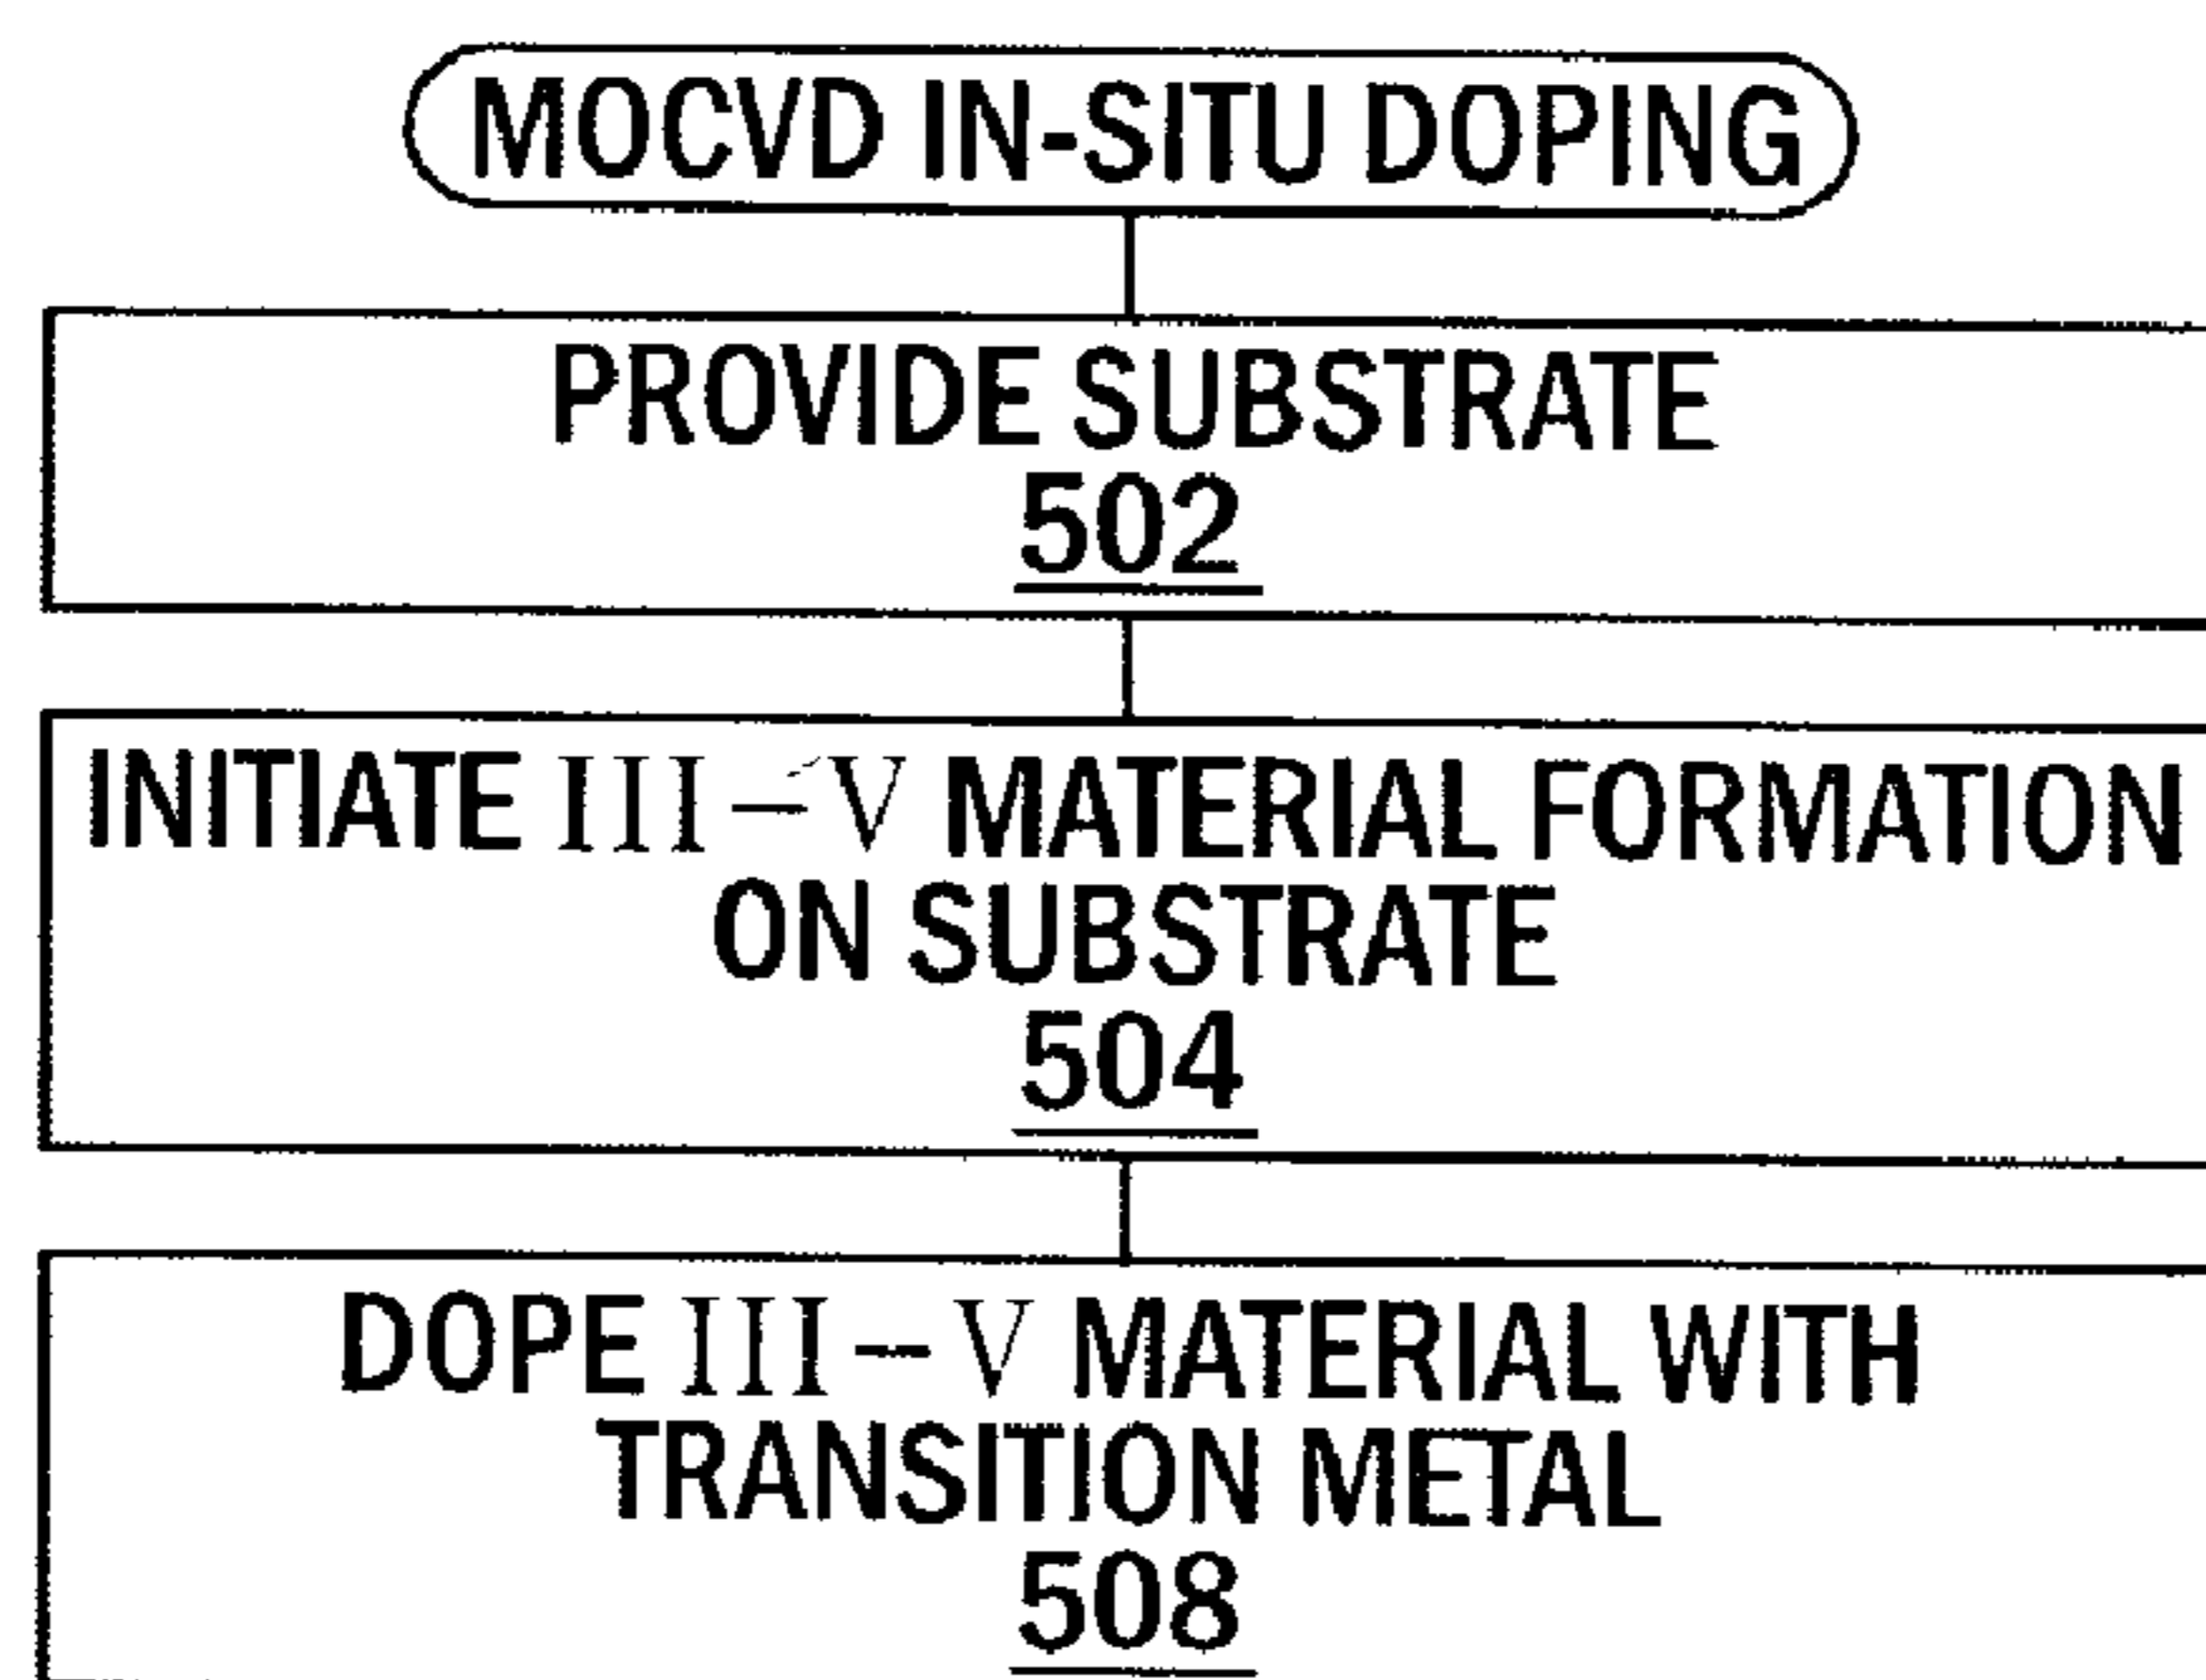 MOCVD IN-SITU DOPING
PROVIDE SUBSTRATE
502
INITIATE III-V MATERIAL FORMATION
ON SUBSTRATE
504
DOPE III-V MATERIAL WITH
TRANSITION METAL
508